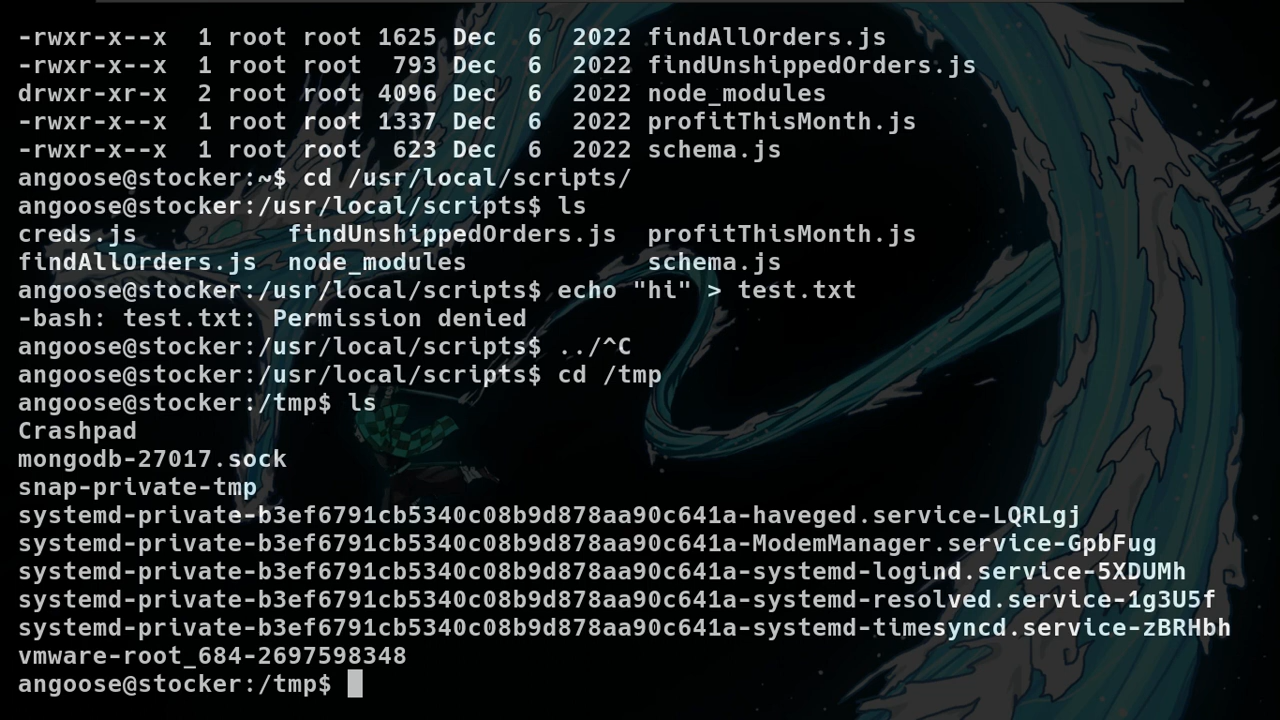 -rwxr-x--x  1 root root 1625 Dec  6  2022 findAllOrders.js
-rwxr-x--x  1 root root  793 Dec  6  2022 findUnshippedOrders.js
drwxr-xr-x  2 root root 4096 Dec  6  2022 node_modules
-rwxr-x--x  1 root root 1337 Dec  6  2022 profitThisMonth.js
-rwxr-x--x  1 root root  623 Dec  6  2022 schema.js
angoose@stocker:~$ cd /usr/local/scripts/
angoose@stocker:/usr/local/scripts$ ls
creds.js          findUnshippedOrders.js  profitThisMonth.js
findAllOrders.js  node_modules            schema.js
angoose@stocker:/usr/local/scripts$ echo "hi" > test.txt
-bash: test.txt: Permission denied
angoose@stocker:/usr/local/scripts$ ../^C
angoose@stocker:/usr/local/scripts$ cd /tmp
angoose@stocker:/tmp$ ls
Crashpad
mongodb-27017.sock
snap-private-tmp
systemd-private-b3ef6791cb5340c08b9d878aa90c641a-haveged.service-LQRLgj
systemd-private-b3ef6791cb5340c08b9d878aa90c641a-ModemManager.service-GpbFug
systemd-private-b3ef6791cb5340c08b9d878aa90c641a-systemd-logind.service-5XDUMh
systemd-private-b3ef6791cb5340c08b9d878aa90c641a-systemd-resolved.service-1g3U5f
systemd-private-b3ef6791cb5340c08b9d878aa90c641a-systemd-timesyncd.service-zBRHbh
vmware-root_684-2697598348
angoose@stocker:/tmp$